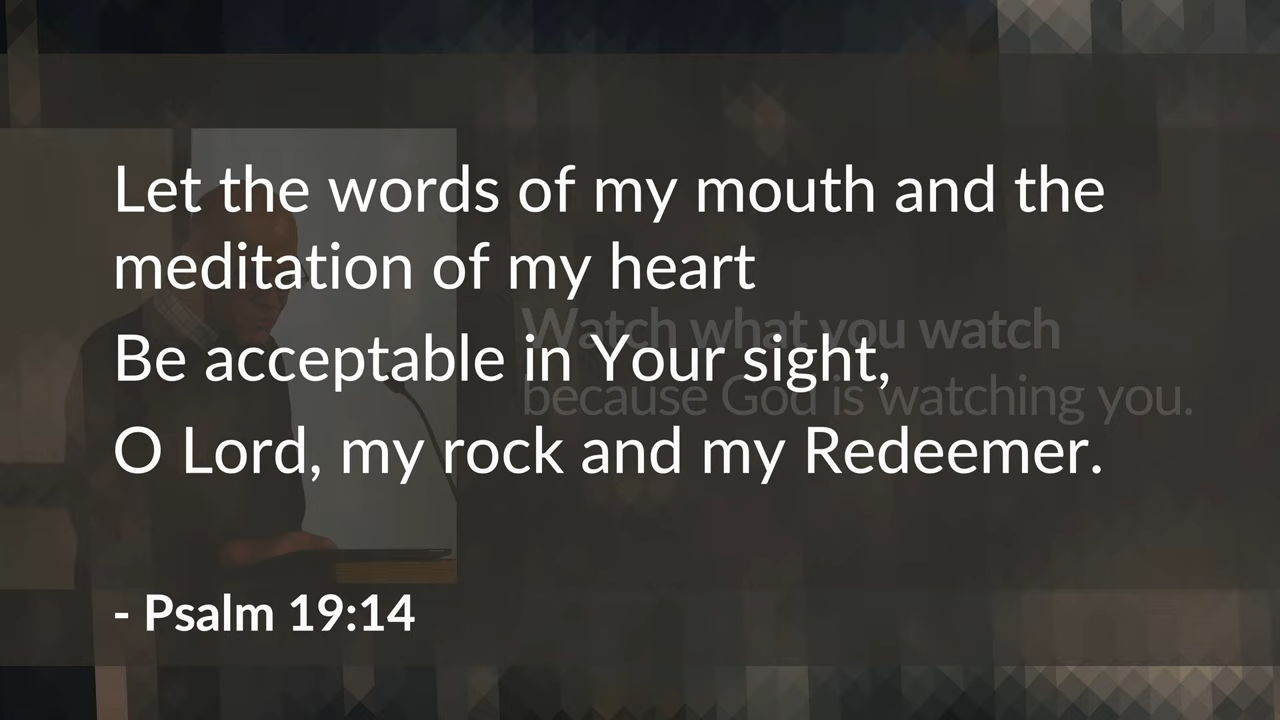 Let the words of my mouth and the
meditation of my heart
Be acceptable in Your sight,
O Lord, my rock and my Redeemer.
- Psalm 19:14
Watch what you watch
because God is watching you.